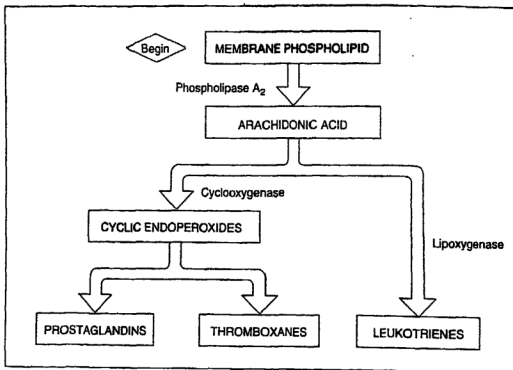 Begin
MEMBRANE PHOSPHOLIPID
Phospholipase A₂
ARACHIDONIC ACID
Cyclooxygenase
CYCLIC ENDOPEROXIDES
Lipoxygenase
PROSTAGLANDINS
THROMBOXANES
LEUKOTRIENES